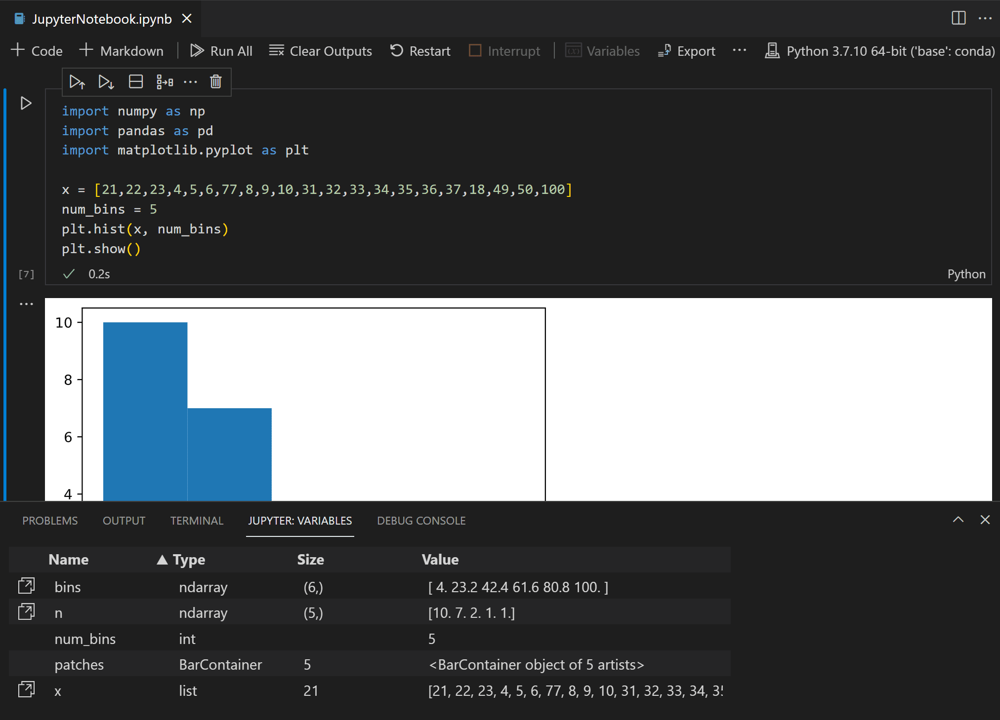 JupyterNotebook.ipynb
Code Markdown Run All Clear Outputs Restart Interrupt Variables Export Python 3.7.10 64-bit ('base': conda)
import numpy as np
import pandas as pd
import matplotlib.pyplot as plt
x = [21,22,23,4,5,6,77,8,9,10,31,32,33,34,35,36,37,18,49,50,100]
num_bins = 5
plt.hist(x, num_bins)
plt.show()
[7] 0.2s Python
10
8
6
4
PROBLEMS OUTPUT TERMINAL JUPYTER: VARIABLES DEBUG CONSOLE
Name Type Size Value
bins ndarray (6,) [ 4. 23.2 42.4 61.6 80.8 100. ]
n ndarray (5,) [10. 7. 2. 1. 1.]
num_bins int 5
patches BarContainer 5 <BarContainer object of 5 artists>
x list 21 [21, 22, 23, 4, 5, 6, 77, 8, 9, 10, 31, 32, 33, 34, 35